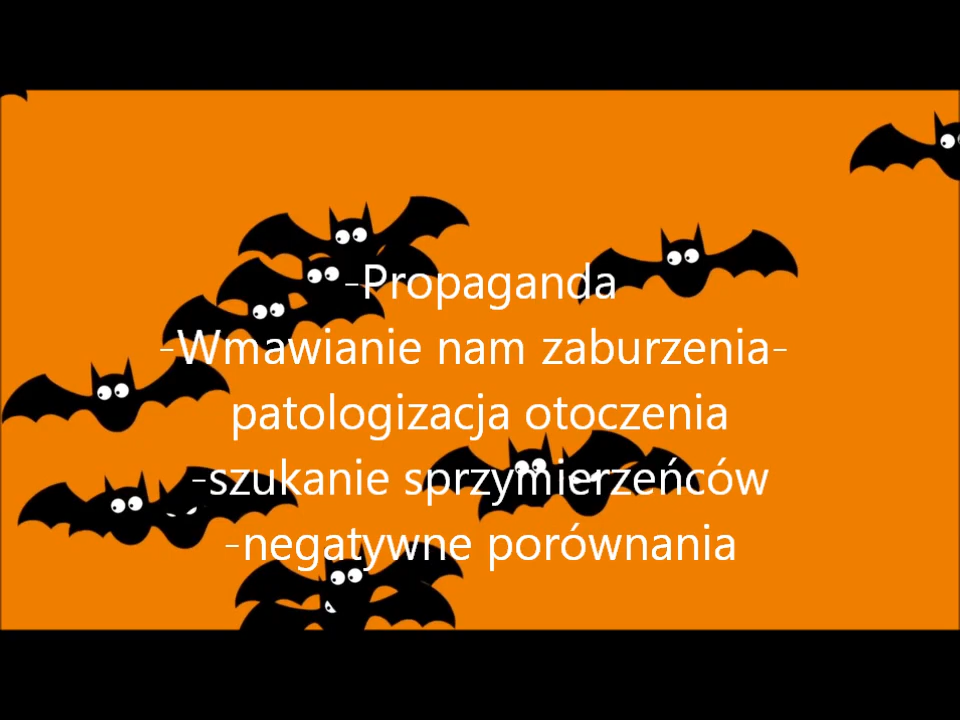 -Propaganda
-Wmawianie nam zaburzenia-
patologizacja otoczenia
-szukanie sprzymierzeńców
-negatywne porównania